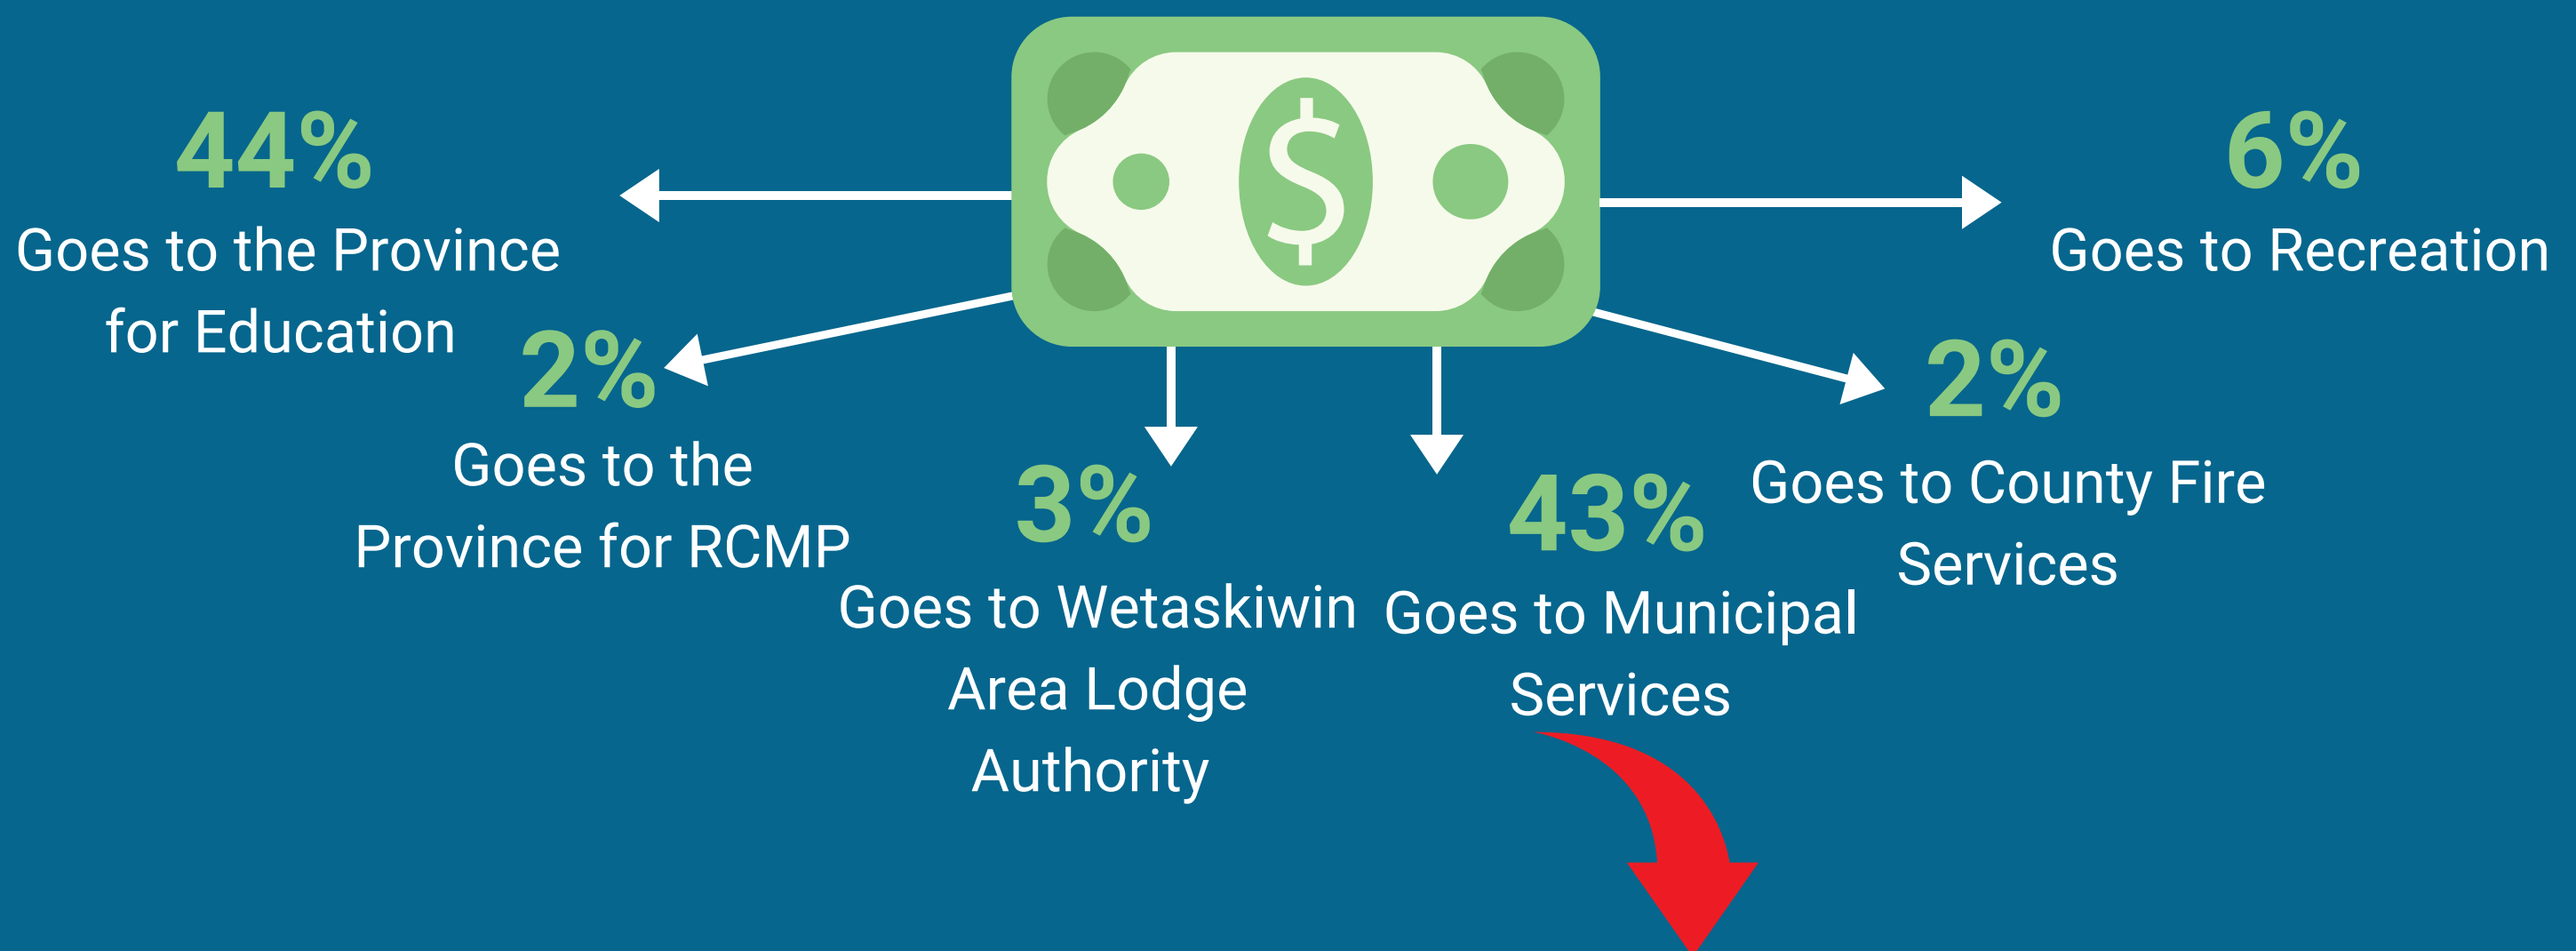 44%
Goes to the Province
for Education
2%
Goes to the
Province for RCMP
3%
Goes to Wetaskiwin
Area Lodge
Authority
$
43%
Goes to Municipal
Services
2%
Goes to County Fire
Services
6%
Goes to Recreation